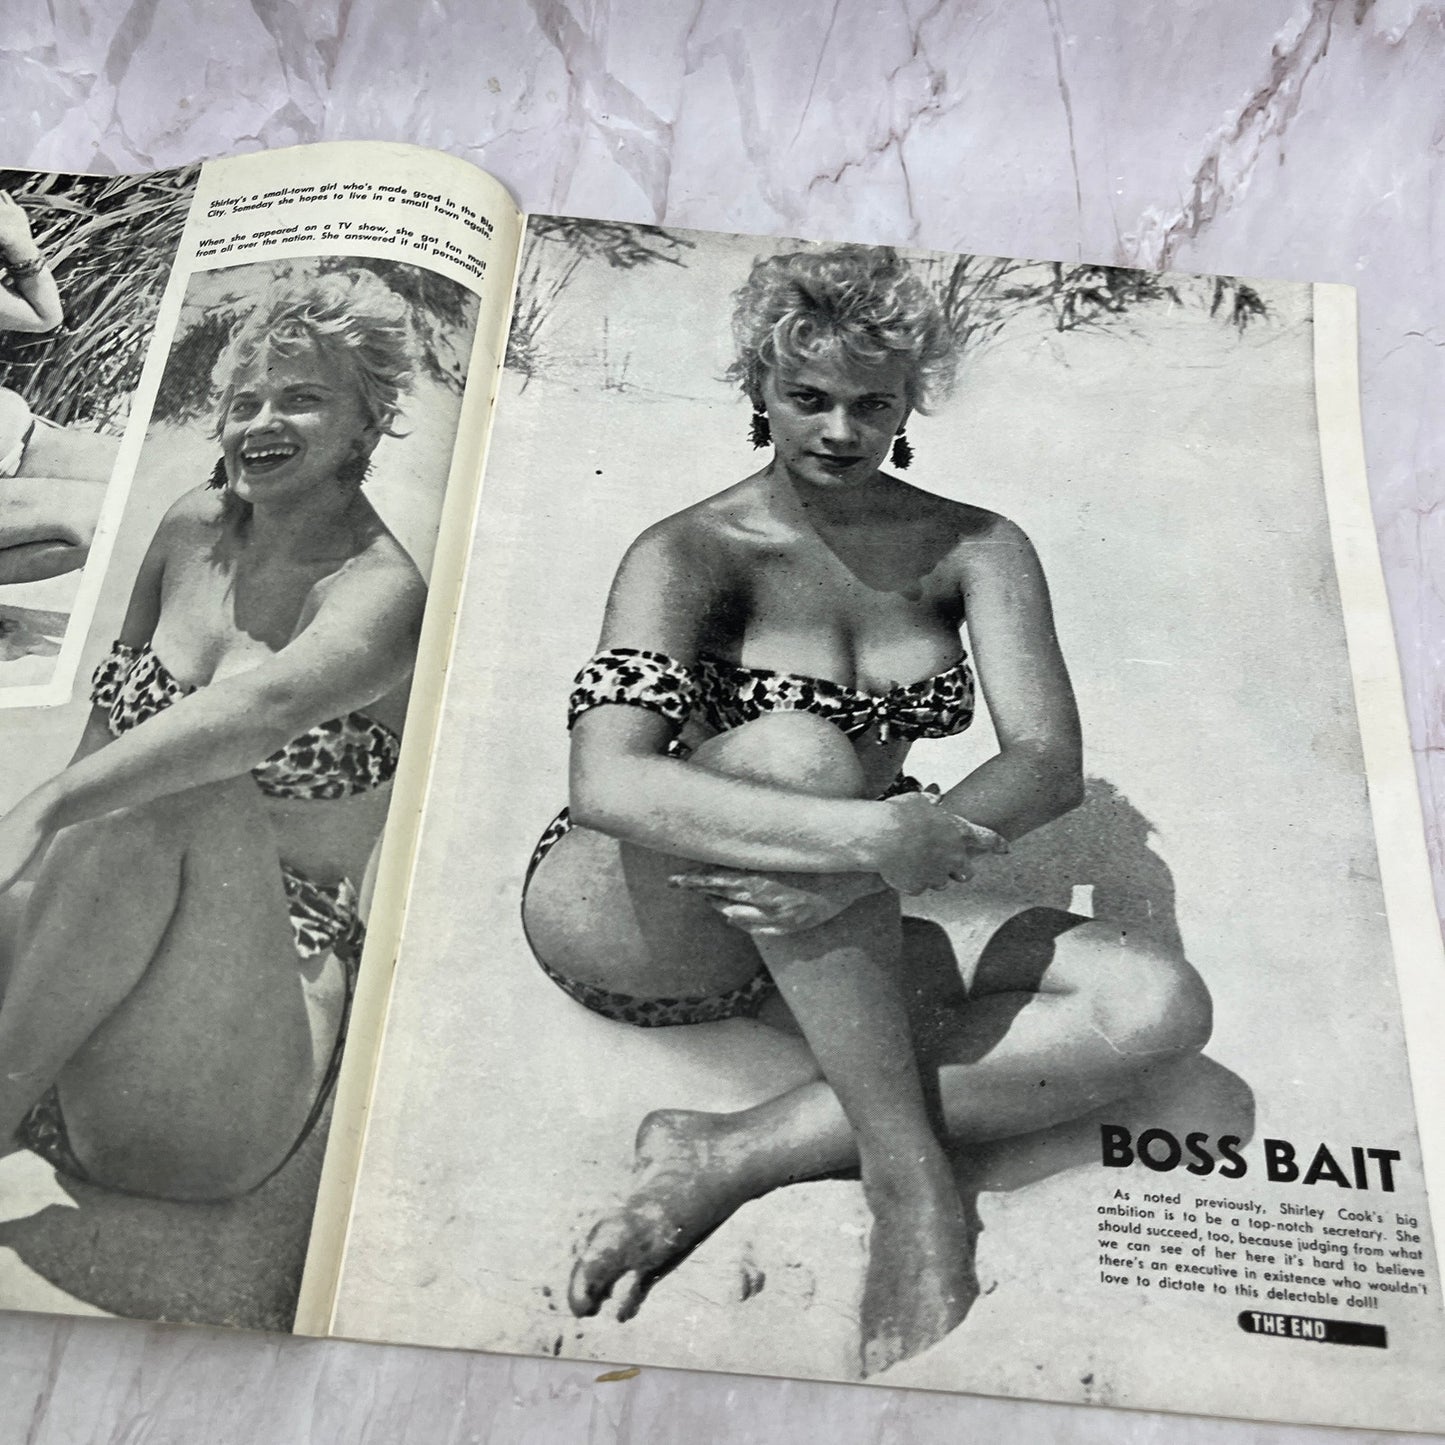 Shirley's a small-town girl who's made good in the Big
City. Someday she hopes to live in a small town again.
When she appeared on a TV show, she got fan mail
from all over the nation. She answered it all personally.
BOSS BAIT
As noted previously, Shirley Cook's big
ambition is to be a top-notch secretary. She
should succeed, too, because judging from what
we can see of her here it's hard to believe
there's an executive in existence who wouldn't
love to dictate to this delectable doll!
THE END